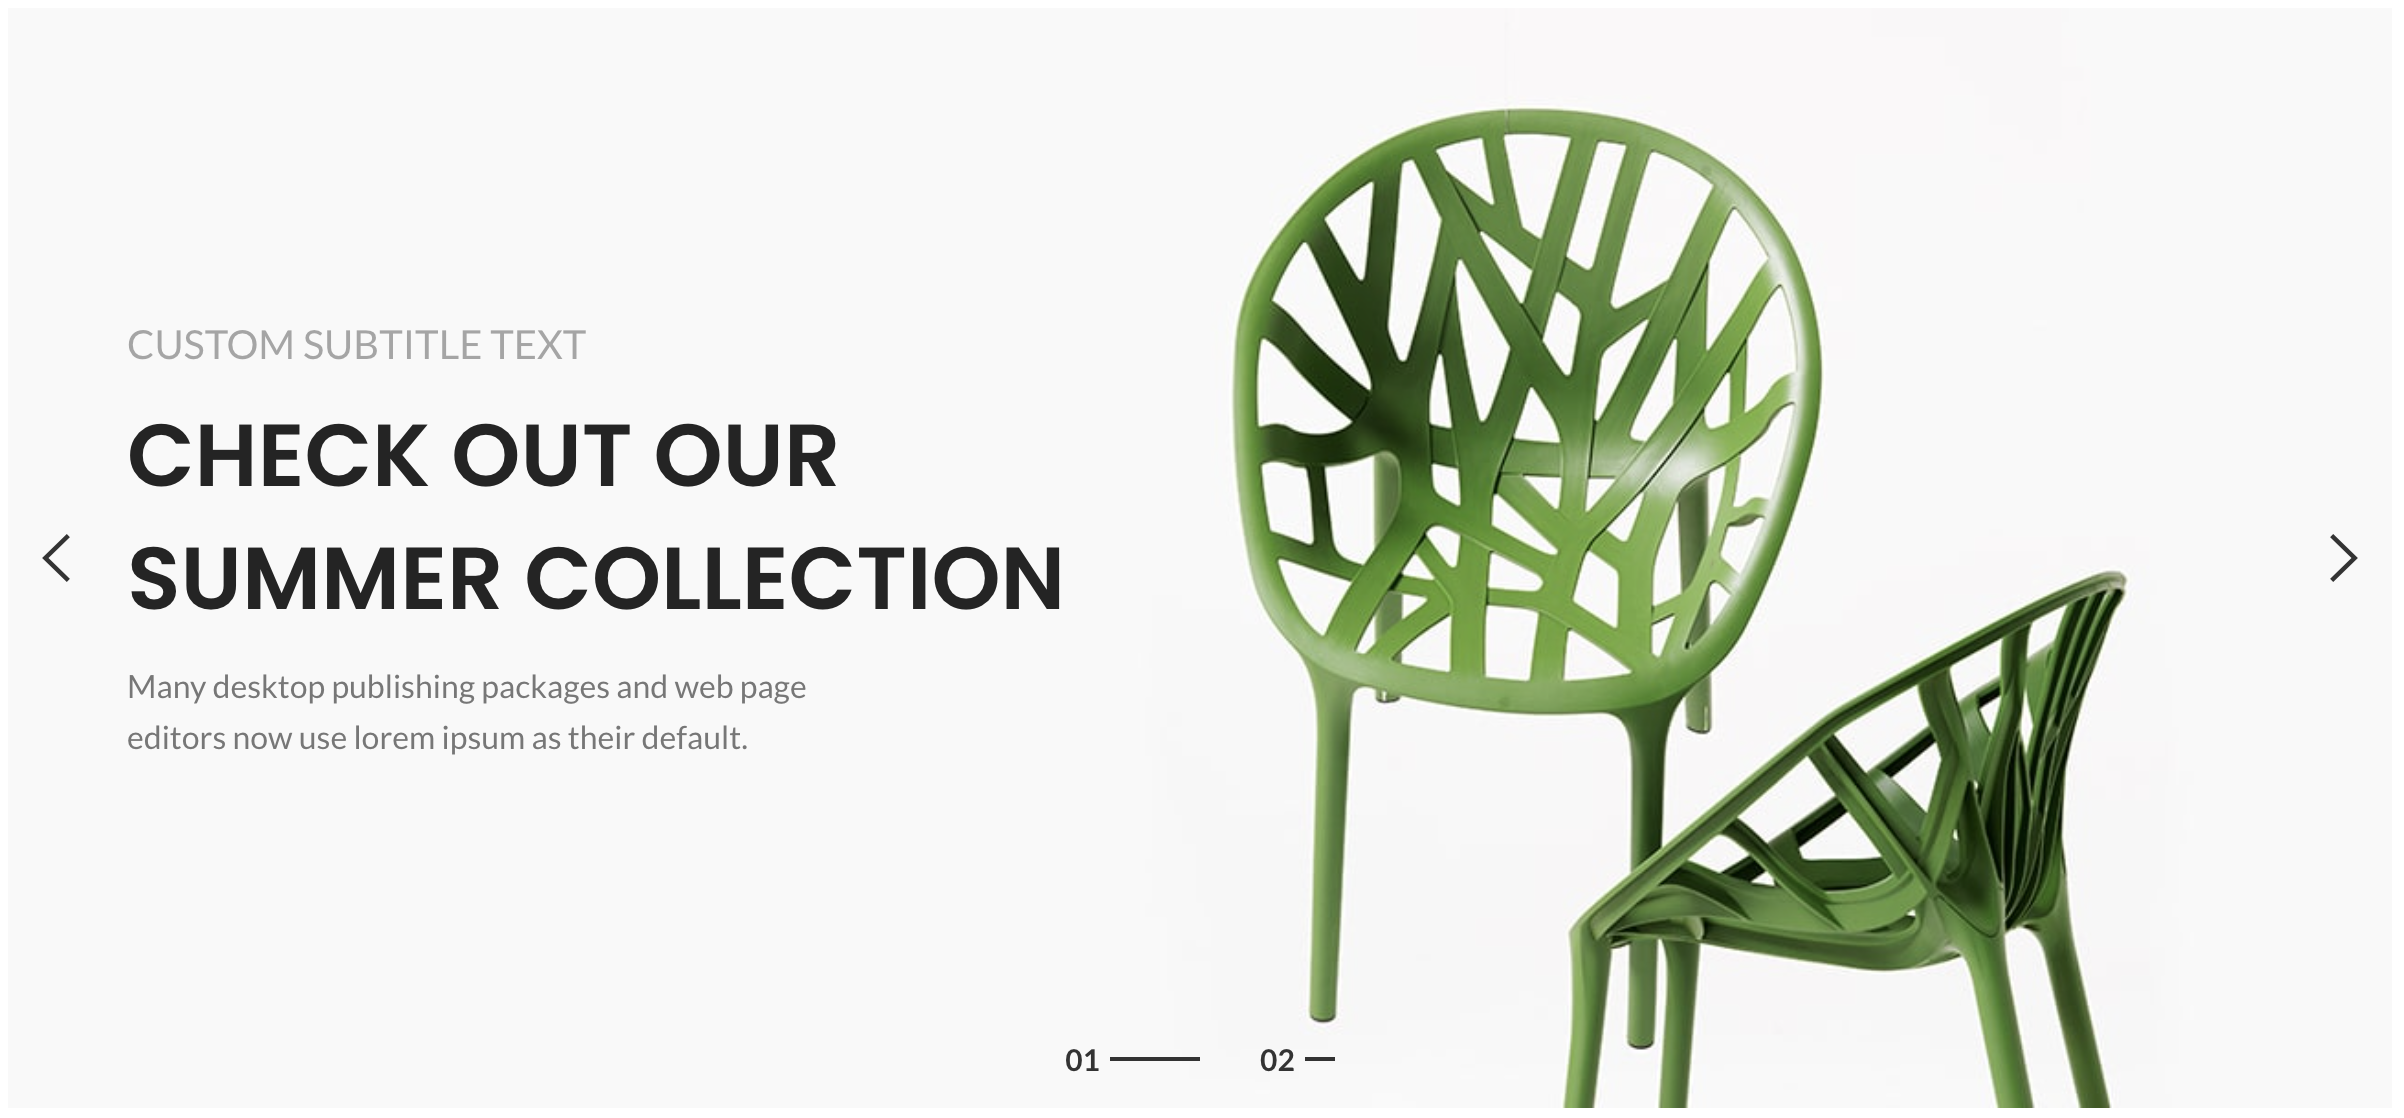 CUSTOM SUBTITLE TEXT
CHECK OUT OUR
SUMMER COLLECTION
Many desktop publishing packages and web page
editors now use lorem ipsum as their default.
01
02